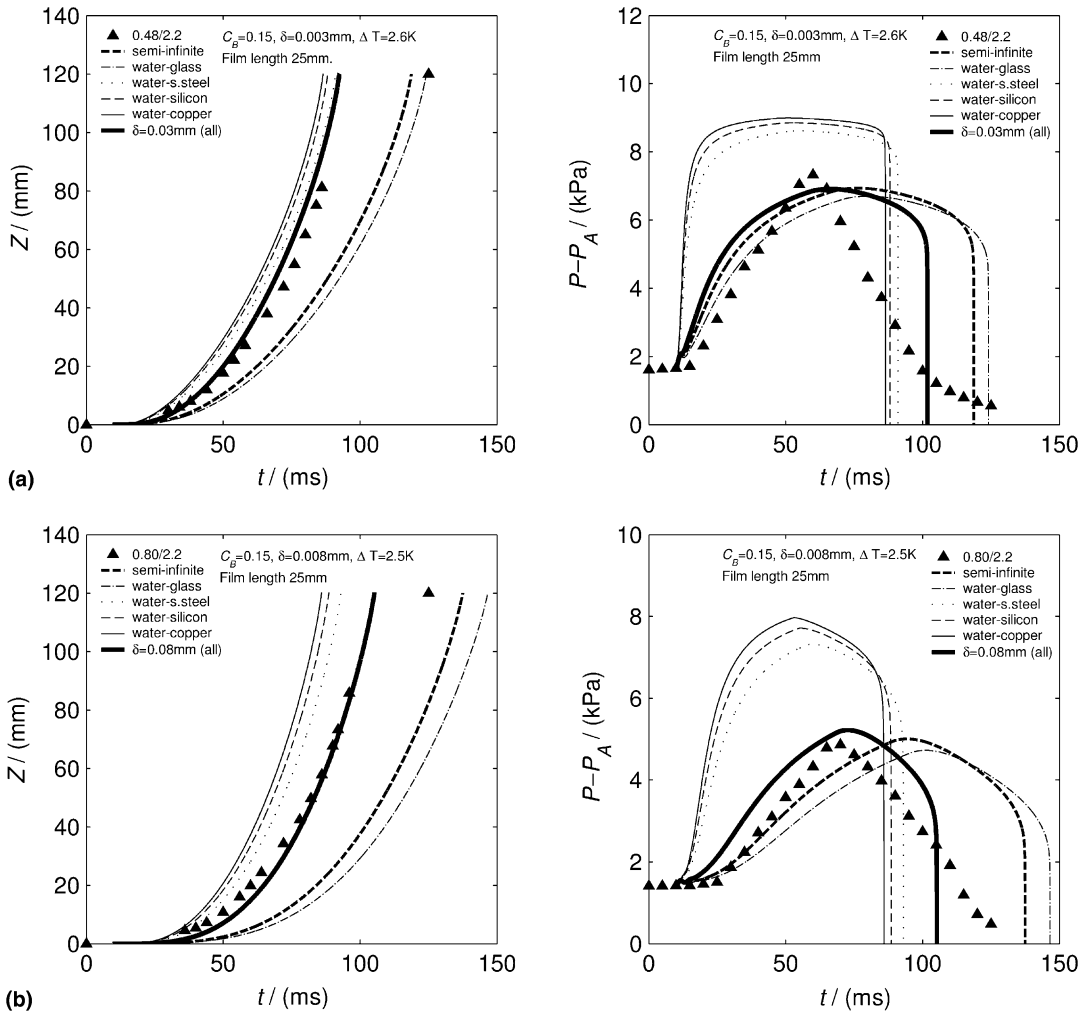 140
120
100
80
60
40
20
0
Z / (mm)
0.48/2.2
semi-infinite
water-glass
water-s.steel
water-silicon
water-copper
δ=0.03mm (all)
C_B=0.15, δ=0.003mm, Δ T=2.6K
Film length 25mm.
0 50 100 150
t / (ms)
(a)
12
10
8
6
4
2
0
P−P_A / (kPa)
C_B=0.15, δ=0.003mm, Δ T=2.6K
Film length 25mm
0.48/2.2
semi-infinite
water-glass
water-s.steel
water-silicon
water-copper
δ=0.03mm (all)
0 50 100 150
t / (ms)
140
120
100
80
60
40
20
0
Z / (mm)
0.80/2.2
semi-infinite
water-glass
water-s.steel
water-silicon
water-copper
δ=0.08mm (all)
C_B=0.15, δ=0.008mm, Δ T=2.5K
Film length 25mm
0 50 100 150
t / (ms)
(b)
10
8
6
4
2
0
P−P_A / (kPa)
C_B=0.15, δ=0.008mm, Δ T=2.5K
Film length 25mm
0.80/2.2
semi-infinite
water-glass
water-s.steel
water-silicon
water-copper
δ=0.08mm (all)
0 50 100 150
t / (ms)